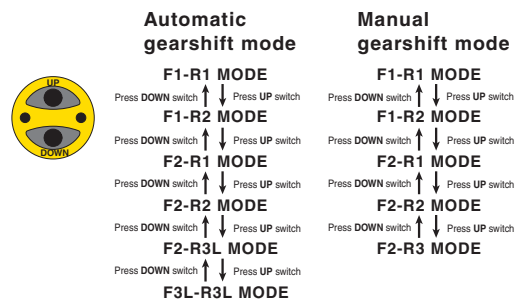 Automatic
gearshift mode
Manual
gearshift mode
UP
DOWN
F1-R1 MODE
Press DOWN switch Press UP switch
F1-R2 MODE
Press DOWN switch Press UP switch
F2-R1 MODE
Press DOWN switch Press UP switch
F2-R2 MODE
Press DOWN switch Press UP switch
F2-R3L MODE
Press DOWN switch Press UP switch
F3L-R3L MODE
F1-R1 MODE
Press DOWN switch Press UP switch
F1-R2 MODE
Press DOWN switch Press UP switch
F2-R1 MODE
Press DOWN switch Press UP switch
F2-R2 MODE
Press DOWN switch Press UP switch
F2-R3 MODE